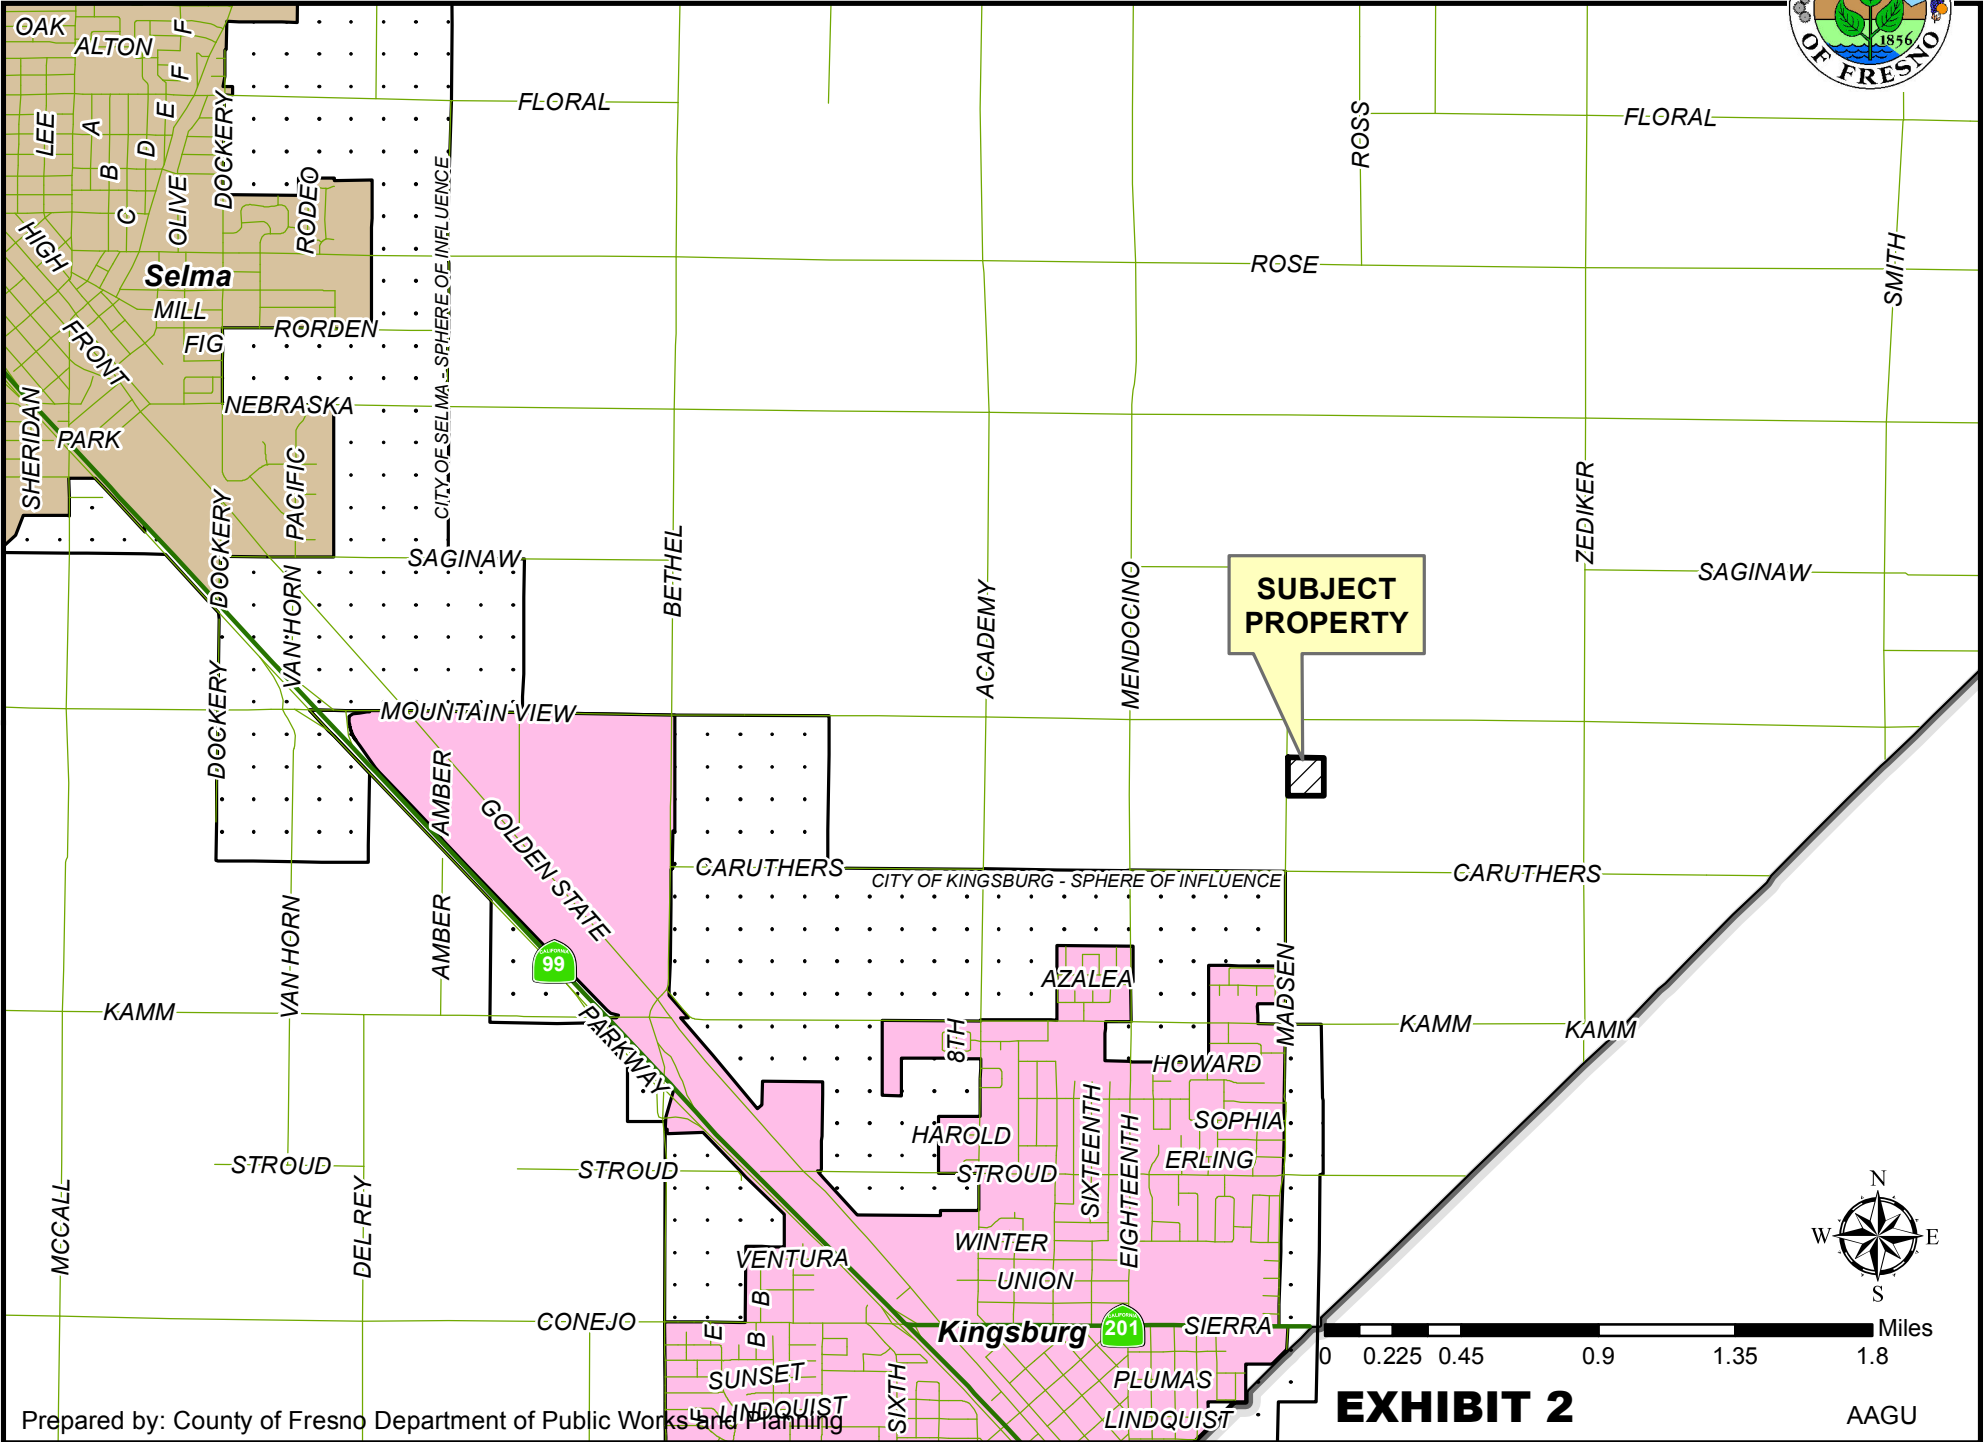 OAK
ALTON
F
F
E
D
A
B
C
LEE
OLIVE
DOCKERY
RODEO
HIGH
Selma
MILL
FIG
RORDEN
FRONT
NEBRASKA
SHERIDAN
PARK
PACIFIC
DOCKERY
VAN HORN
CITY OF SELMA - SPHERE OF INFLUENCE
FLORAL
ROSS
FLORAL
1856
OF FRESNO
ROSE
SMITH
SAGINAW
BETHEL
ACADEMY
MENDOCINO
ZEDIKER
SAGINAW
SUBJECT
PROPERTY
DOCKERY
MOUNTAIN VIEW
AMBER
GOLDEN STATE
CARUTHERS
CITY OF KINGSBURG - SPHERE OF INFLUENCE
CARUTHERS
VAN HORN
AMBER
CALIFORNIA
99
AZALEA
MADSEN
KAMM
PARKWAY
8TH
KAMM
KAMM
HOWARD
SIXTEENTH
EIGHTEENTH
SOPHIA
HAROLD
ERLING
STROUD
STROUD
STROUD
MCCALL
DEL REY
WINTER
VENTURA
UNION
B
B
E
CONEJO
Kingsburg
CALIFORNIA
201
SIERRA
SUNSET
SIXTH
PLUMAS
LINDQUIST
LINDQUIST
N
W
E
S
Miles
0 0.225 0.45 0.9 1.35 1.8
EXHIBIT 2
Prepared by: County of Fresno Department of Public Works and Planning
AAGU